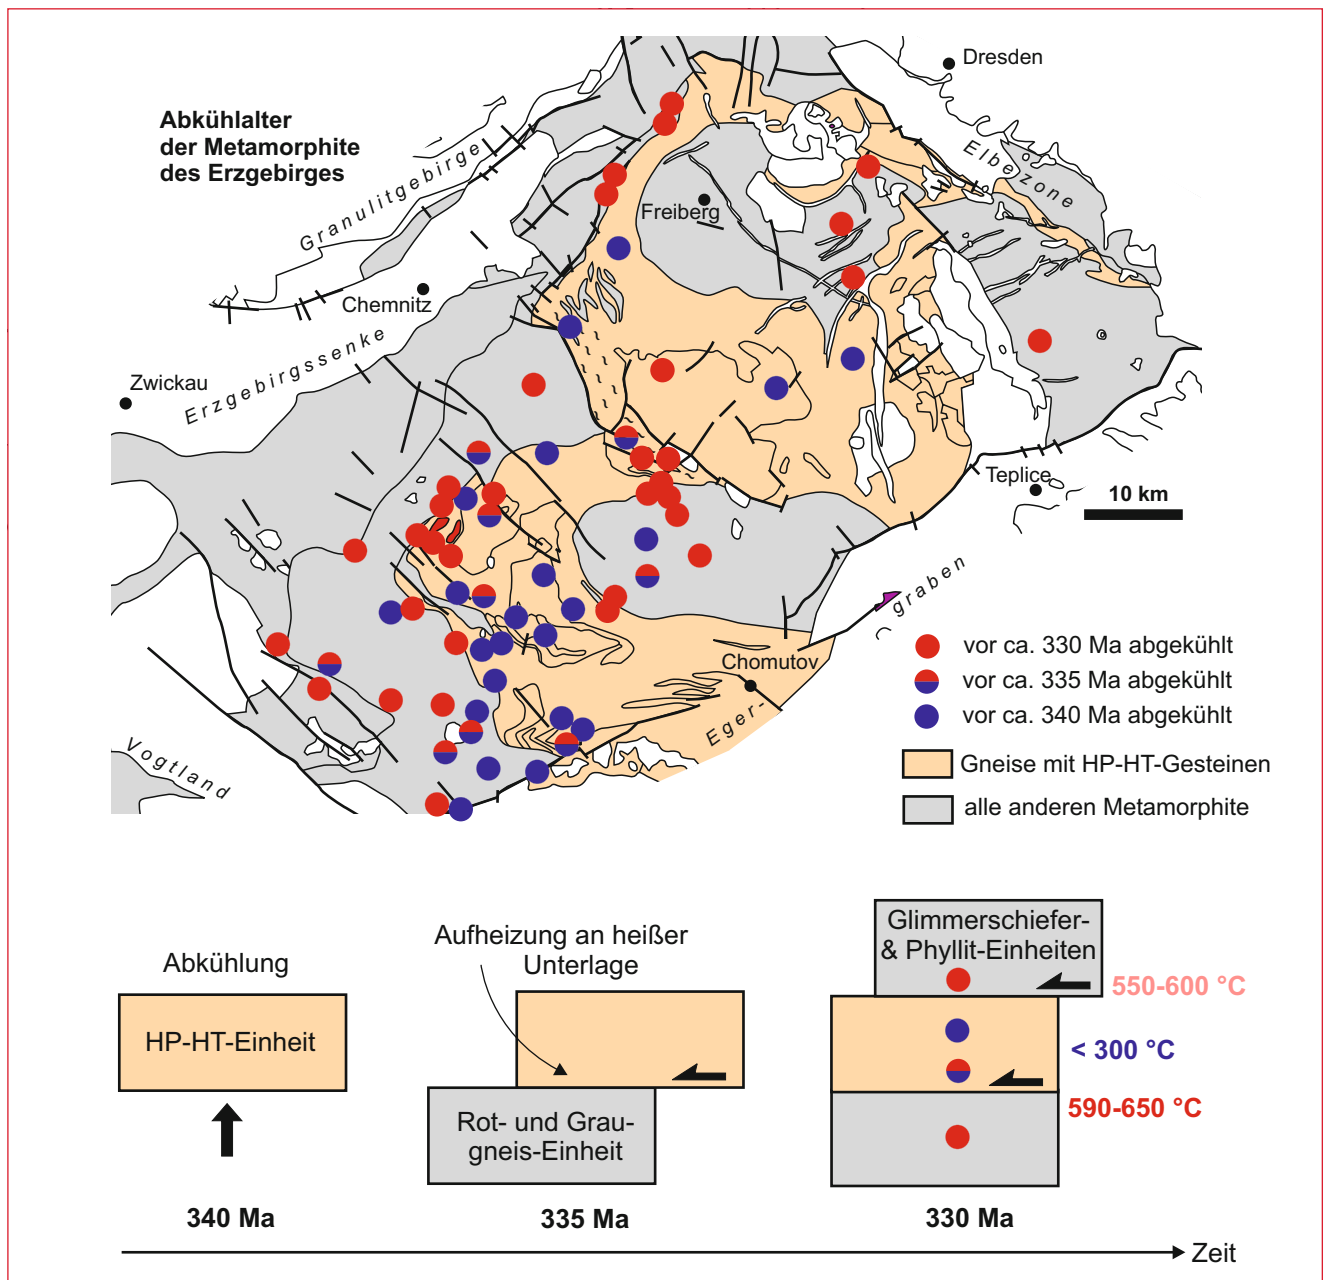 Abkühlalter
der Metamorphite
des Erzgebirges
Dresden
Elbezone
Granulitgebirge
Freiberg
Chemnitz
Erzgebirgssenke
Zwickau
Teplice
10 km
Eger-
graben
Chomutov
Vogtland
vor ca. 330 Ma abgekühlt
vor ca. 335 Ma abgekühlt
vor ca. 340 Ma abgekühlt
Gneise mit HP-HT-Gesteinen
alle anderen Metamorphite
Abkühlung
HP-HT-Einheit
340 Ma
Aufheizung an heißer
Unterlage
Rot- und Grau-
gneis-Einheit
335 Ma
Glimmerschiefer-
& Phyllit-Einheiten
550-600 °C
< 300 °C
590-650 °C
330 Ma
Zeit